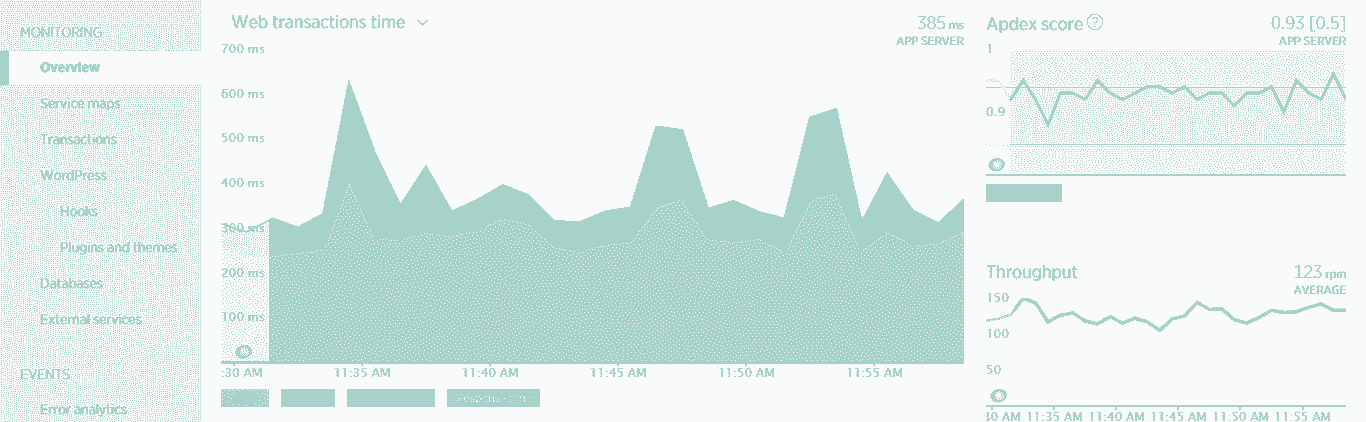 MONITORING
Overview
Service maps
Transactions
WordPress
Hooks
Plugins and themes
Databases
External services
EVENTS
Error analytics
Web transactions time
385 ms
APP SERVER
700 ms
600 ms
500 ms
400 ms
300 ms
200 ms
100 ms
:30 AM 11:35 AM 11:40 AM 11:45 AM 11:50 AM 11:55 AM
Apdex score ?
0.93 [0.5]
APP SERVER
1
0.9
Throughput
123 rpm
AVERAGE
150
100
50
30 AM 11:35 AM 11:40 AM 11:45 AM 11:50 AM 11:55 AM